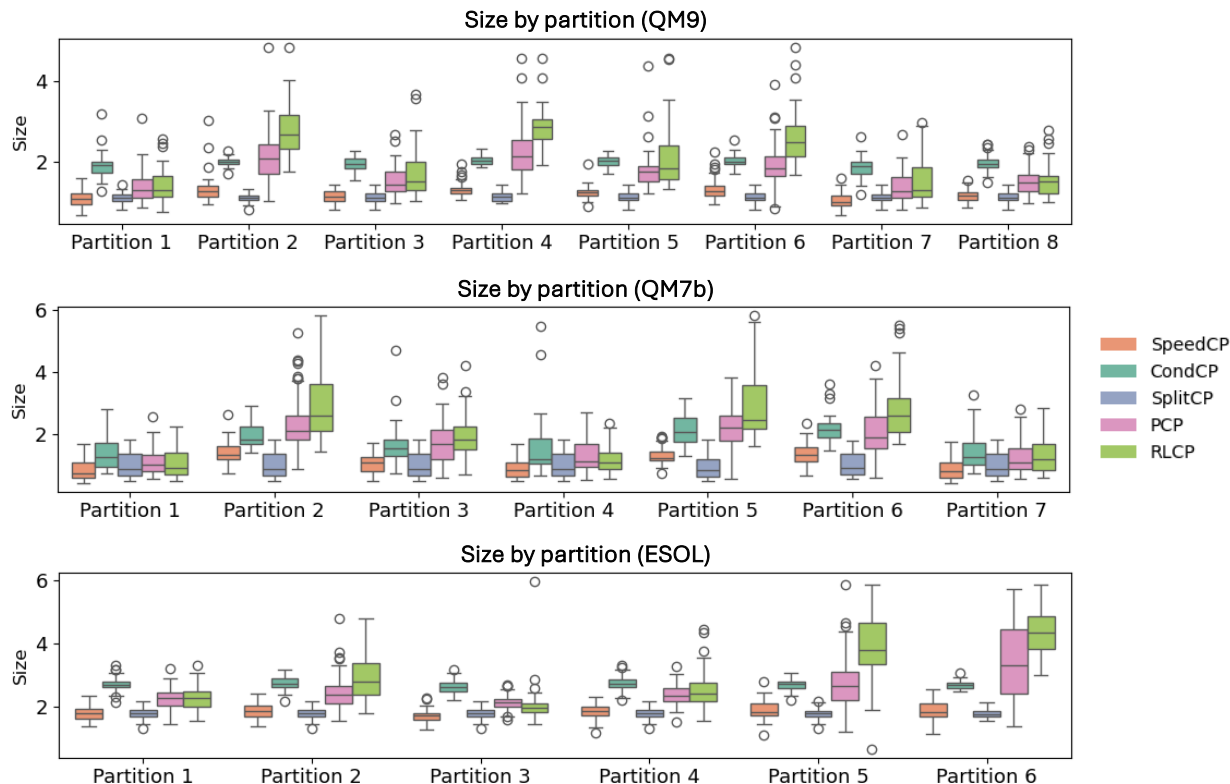 Size by partition (QM9)
Size
4
2
Partition 1 Partition 2 Partition 3 Partition 4 Partition 5 Partition 6 Partition 7 Partition 8
Size by partition (QM7b)
Size
6
4
2
Partition 1 Partition 2 Partition 3 Partition 4 Partition 5 Partition 6 Partition 7
SpeedCP
CondCP
SplitCP
PCP
RLCP
Size by partition (ESOL)
Size
6
4
2
Partition 1 Partition 2 Partition 3 Partition 4 Partition 5 Partition 6